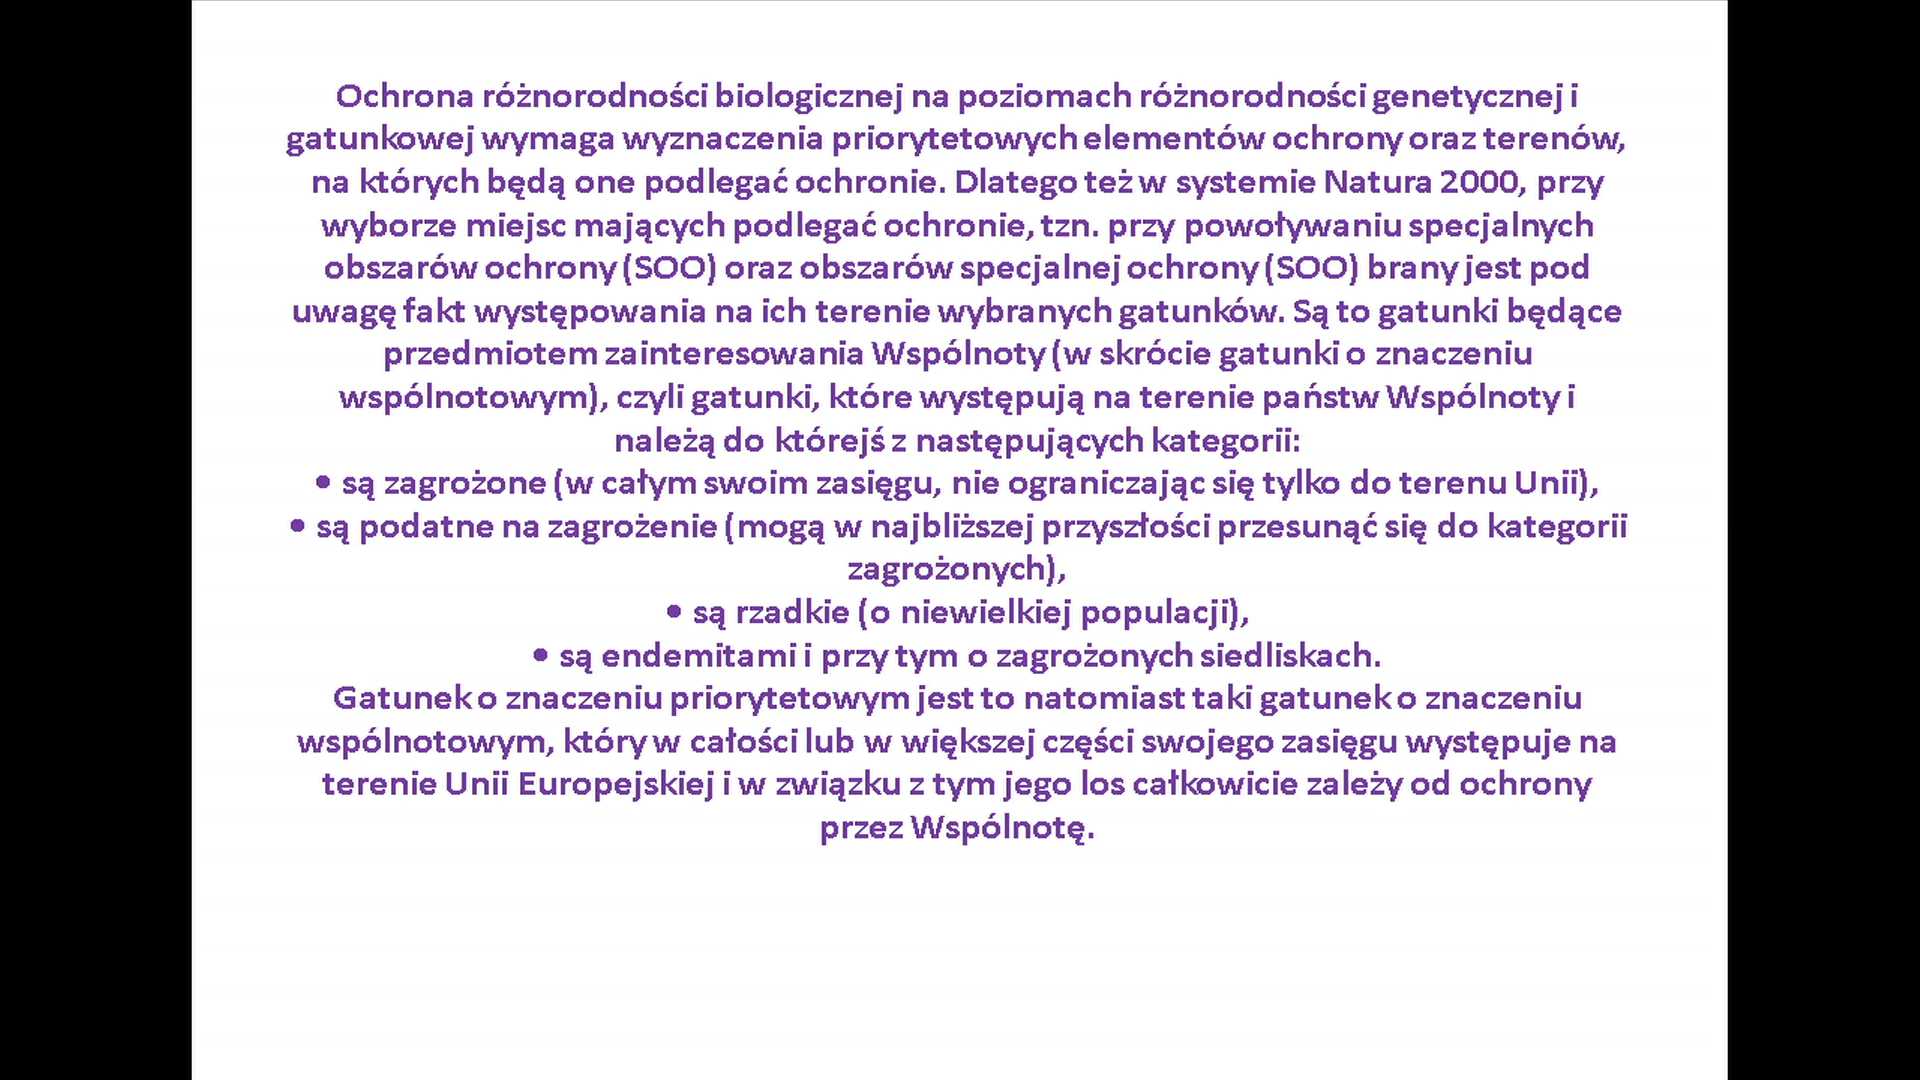 Ochrona różnorodności biologicznej na poziomach różnorodności genetycznej i
gatunkowej wymaga wyznaczenia priorytetowych elementów ochrony oraz terenów,
na których będą one podlegać ochronie. Dlatego też w systemie Natura 2000, przy
wyborze miejsc mających podlegać ochronie, tzn. przy powoływaniu specjalnych
obszarów ochrony (SOO) oraz obszarów specjalnej ochrony (SOO) brany jest pod
uwagę fakt występowania na ich terenie wybranych gatunków. Są to gatunki będące
przedmiotem zainteresowania Wspólnoty (w skrócie gatunki o znaczeniu
wspólnotowym), czyli gatunki, które występują na terenie państw Wspólnoty i
należą do którejś z następujących kategorii:
• są zagrożone (w całym swoim zasięgu, nie ograniczając się tylko do terenu Unii),
• są podatne na zagrożenie (mogą w najbliższej przyszłości przesunąć się do kategorii
zagrożonych),
• są rzadkie (o niewielkiej populacji),
• są endemitami i przy tym o zagrożonych siedliskach.
Gatunek o znaczeniu priorytetowym jest to natomiast taki gatunek o znaczeniu
wspólnotowym, który w całości lub w większej części swojego zasięgu występuje na
terenie Unii Europejskiej i w związku z tym jego los całkowicie zależy od ochrony
przez Wspólnotę.